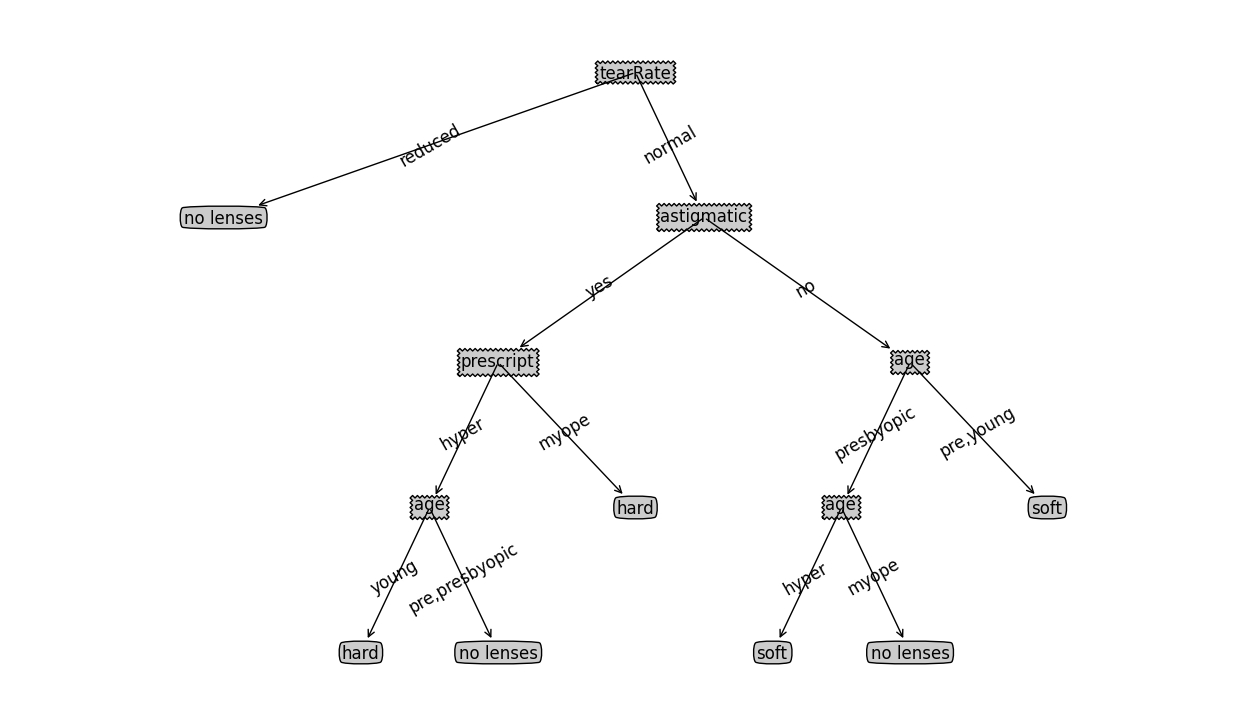 tearRate
reduced
normal
no lenses
astigmatic
yes
no
prescript
age
hyper
myope
presbyopic
pre,young
age
hard
age
soft
young
pre,presbyopic
hyper
myope
hard
no lenses
soft
no lenses